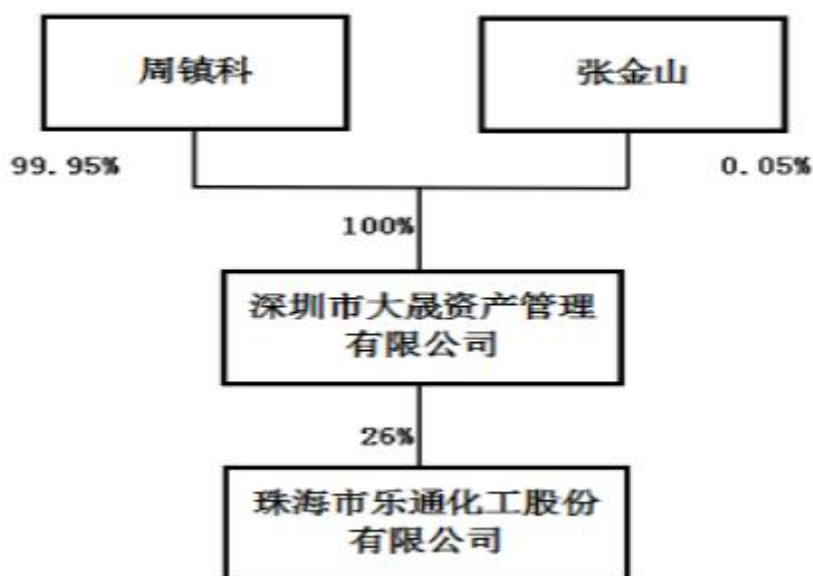 周镇科
张金山
99.95%
0.05%
100%
深圳市大晟资产管理
有限公司
26%
珠海市乐通化工股份
有限公司